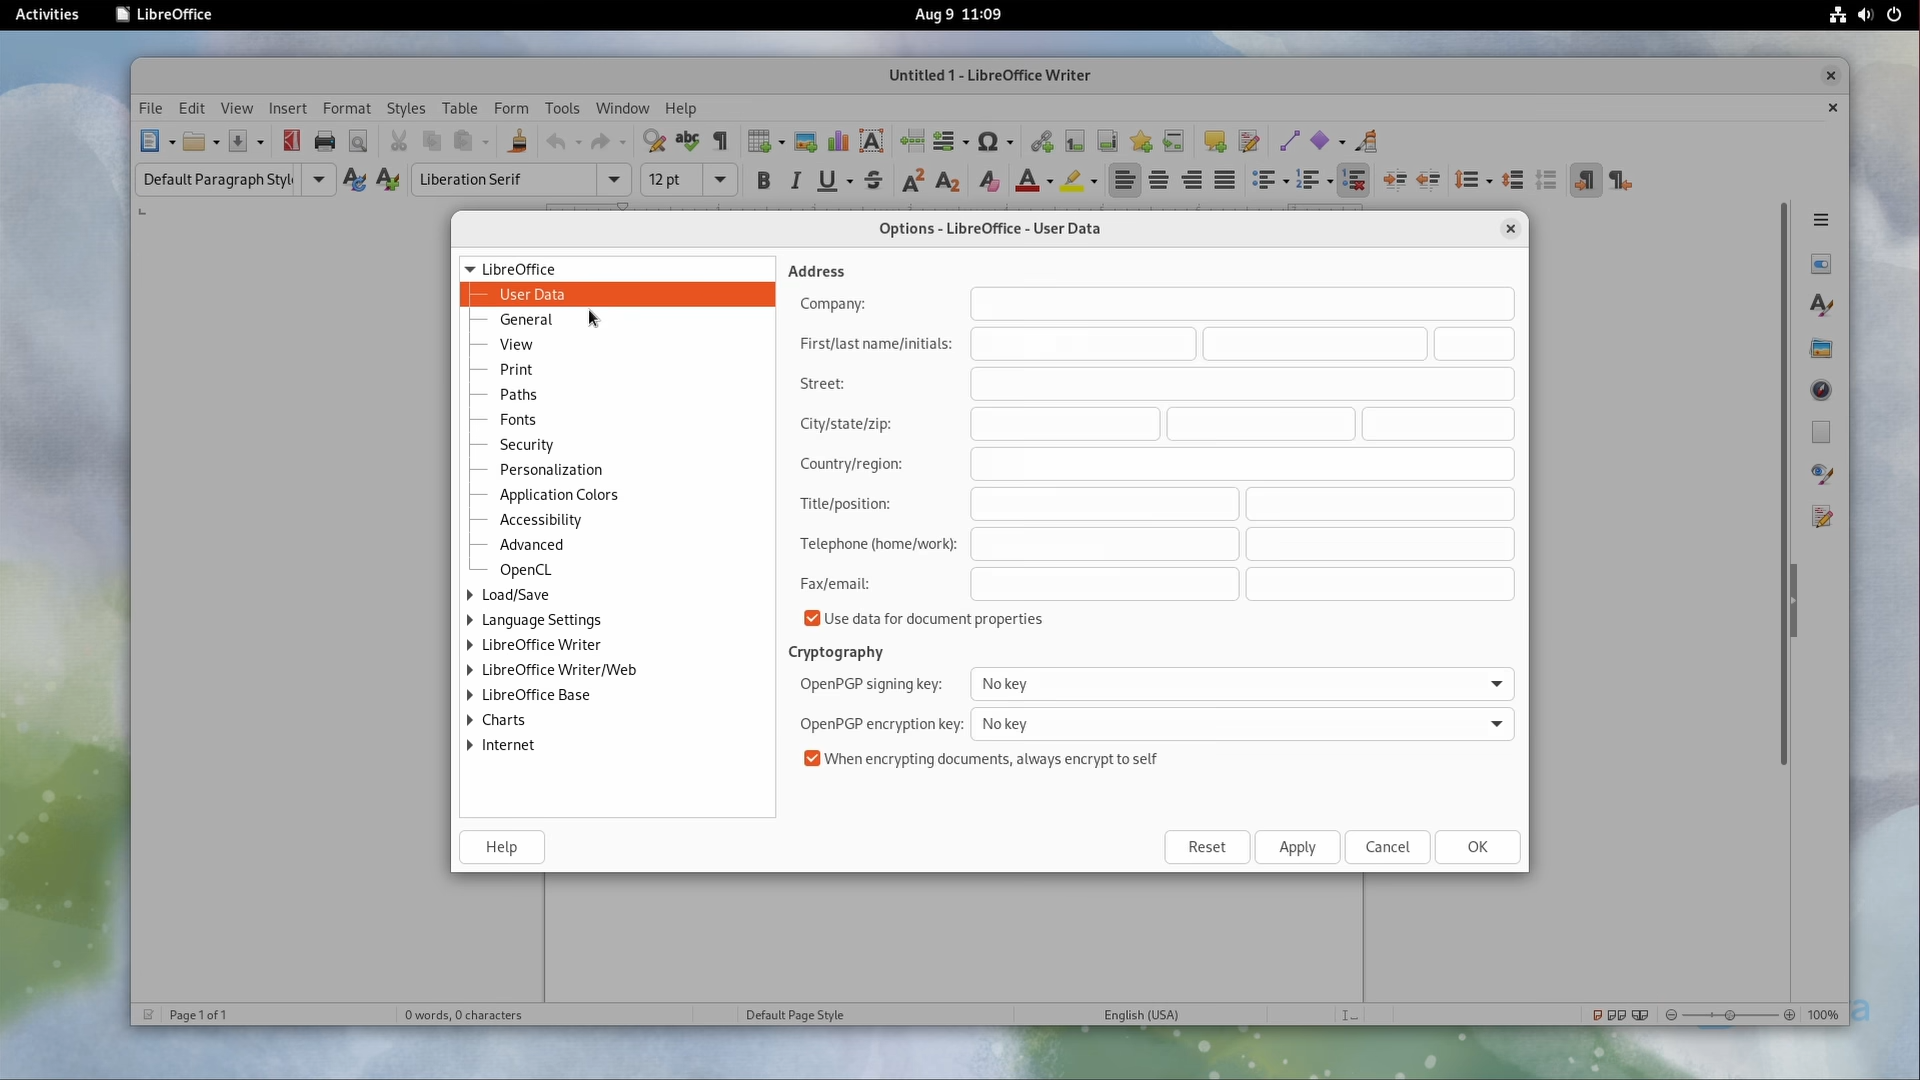 Activities LibreOffice Aug 9 11:09
Untitled 1 - LibreOffice Writer
File Edit View Insert Format Styles Table Form Tools Window Help
Default Paragraph Styl Liberation Serif 12 pt
Options - LibreOffice - User Data
LibreOffice
User Data
General
View
Print
Paths
Fonts
Security
Personalization
Application Colors
Accessibility
Advanced
OpenCL
Load/Save
Language Settings
LibreOffice Writer
LibreOffice Writer/Web
LibreOffice Base
Charts
Internet
Address
Company:
First/last name/initials:
Street:
City/state/zip:
Country/region:
Title/position:
Telephone (home/work):
Fax/email:
Use data for document properties
Cryptography
OpenPGP signing key: No key
OpenPGP encryption key: No key
When encrypting documents, always encrypt to self
Help Reset Apply Cancel OK
Page 1 of 1 0 words, 0 characters Default Page Style English (USA) 100%